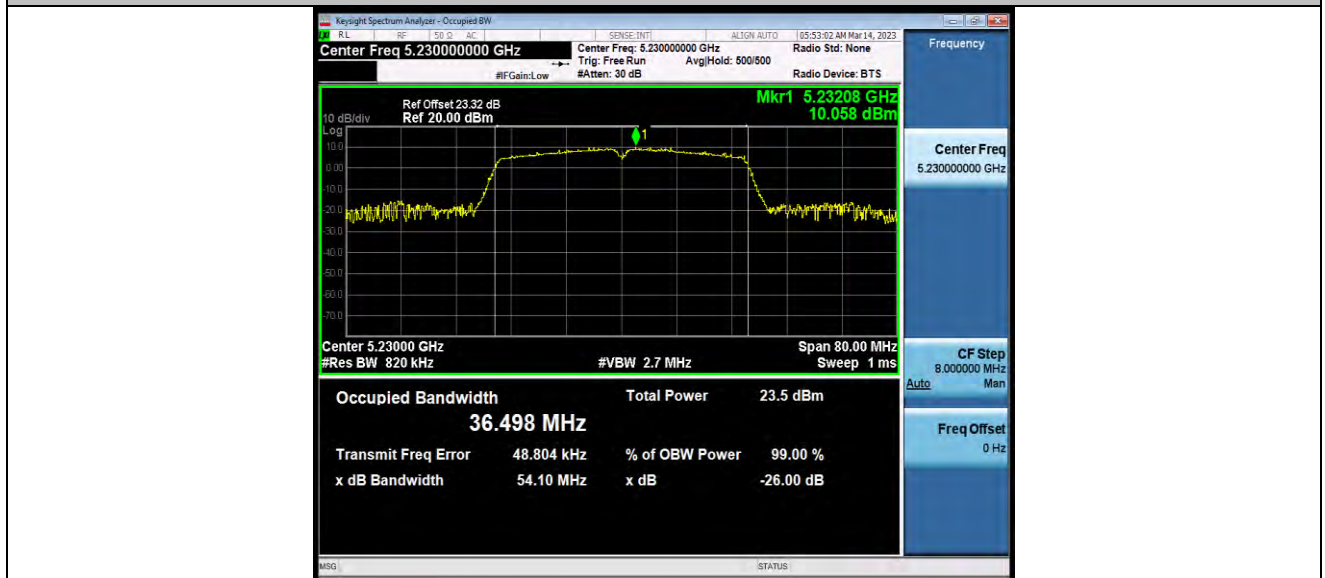 Keysight Spectrum Analyzer - Occupied BW
RL RF 50 Ω AC SENSE:INT ALIGN AUTO 05:53:02 AM Mar 14, 2023
Center Freq 5.230000000 GHz
Center Freq: 5.230000000 GHz Radio Std: None
Trig: Free Run Avg|Hold: 500/500
#IFGain:Low #Atten: 30 dB Radio Device: BTS
Frequency
Mkr1 5.23208 GHz
10.058 dBm
Ref Offset 23.32 dB
10 dB/div Ref 20.00 dBm
Log
1
10.0
0.00
-10.0
-20.0
-30.0
-40.0
-50.0
-60.0
-70.0
Center 5.23000 GHz Span 80.00 MHz
#Res BW 820 kHz #VBW 2.7 MHz Sweep 1 ms
Occupied Bandwidth Total Power 23.5 dBm
36.498 MHz
Transmit Freq Error 48.804 kHz % of OBW Power 99.00 %
x dB Bandwidth 54.10 MHz x dB -26.00 dB
Center Freq
5.230000000 GHz
CF Step
8.000000 MHz
Auto Man
Freq Offset
0 Hz
MSG STATUS